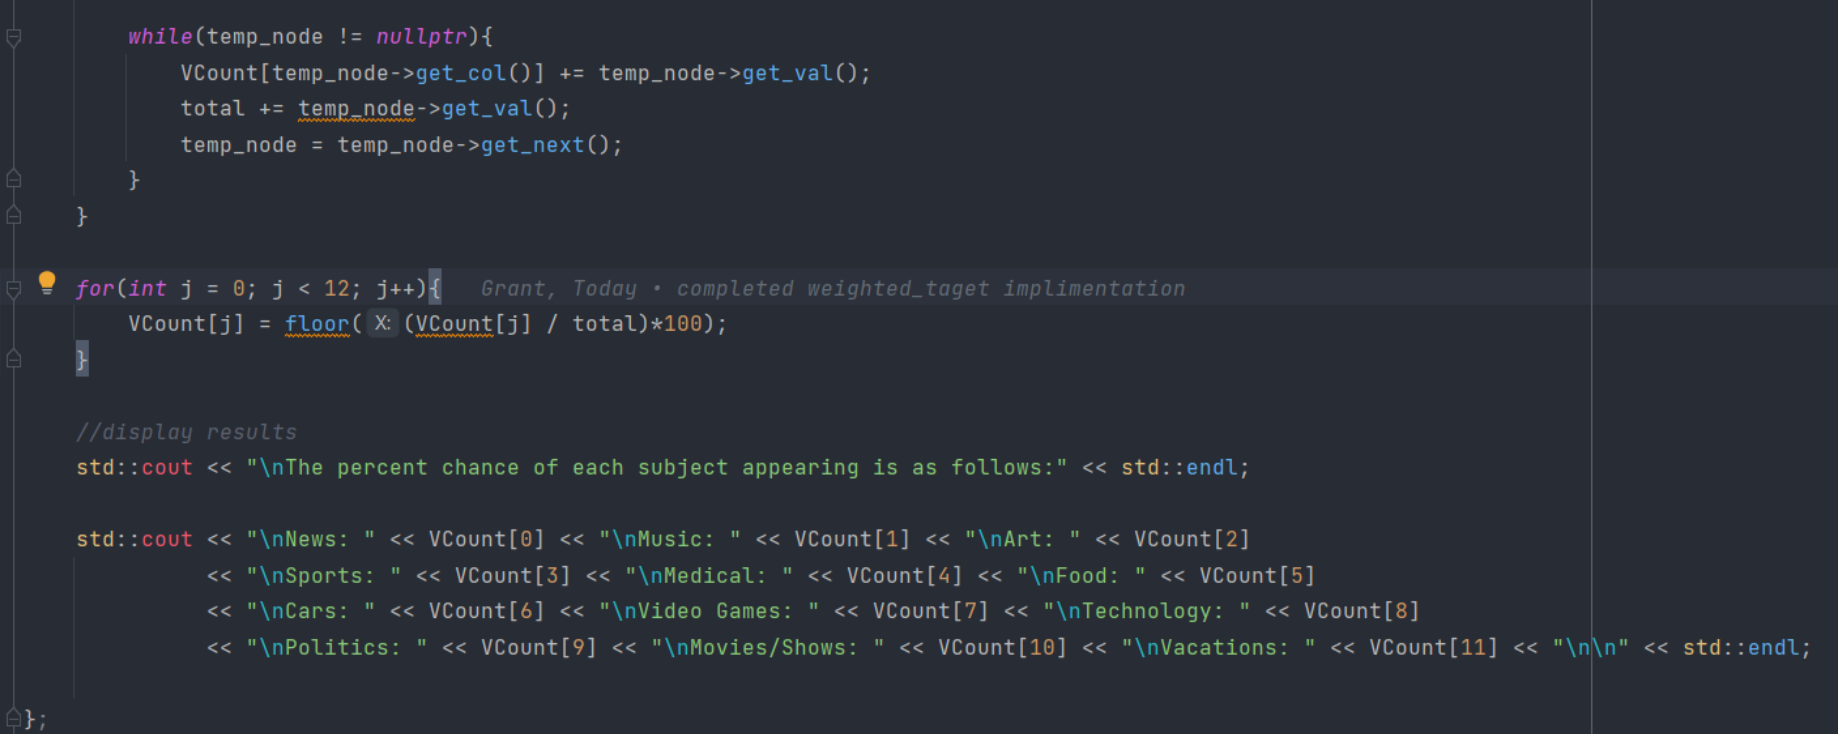 while(temp_node != nullptr){
VCount[temp_node->get_col()] += temp_node->get_val();
total += temp_node->get_val();
temp_node = temp_node->get_next();
}
}
for(int j = 0; j < 12; j++){ Grant, Today • completed weighted_taget implimentation
VCount[j] = floor( X: (VCount[j] / total)*100);
}
//display results
std::cout << "\nThe percent chance of each subject appearing is as follows:" << std::endl;
std::cout << "\nNews: " << VCount[0] << "\nMusic: " << VCount[1] << "\nArt: " << VCount[2]
<< "\nSports: " << VCount[3] << "\nMedical: " << VCount[4] << "\nFood: " << VCount[5]
<< "\nCars: " << VCount[6] << "\nVideo Games: " << VCount[7] << "\nTechnology: " << VCount[8]
<< "\nPolitics: " << VCount[9] << "\nMovies/Shows: " << VCount[10] << "\nVacations: " << VCount[11] << "\n\n" << std::endl;
};